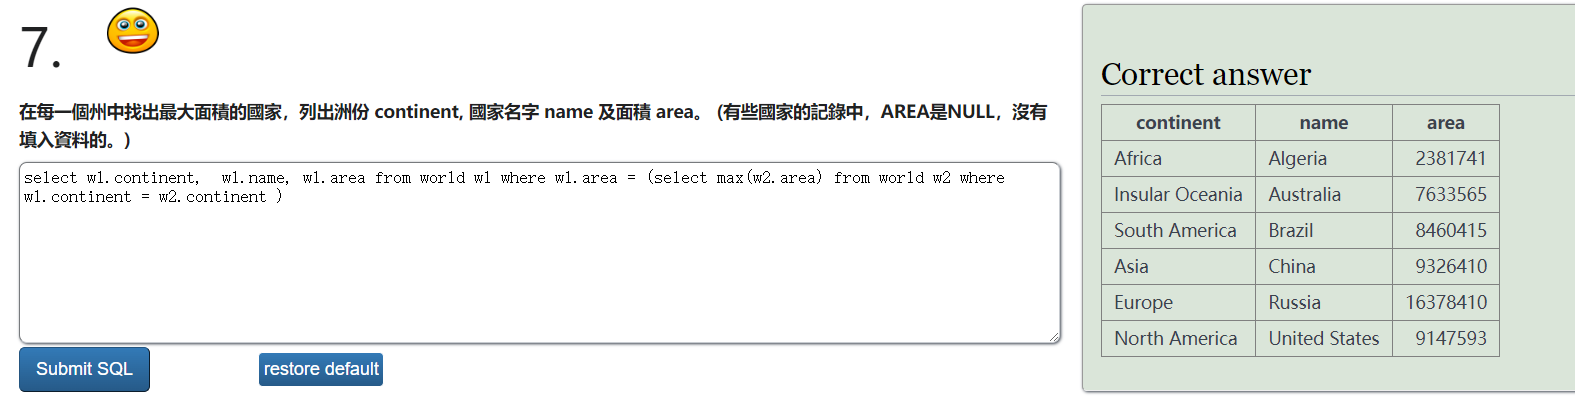 7.
在每一個州中找出最大面積的國家，列出洲份 continent, 國家名字 name 及面積 area。 (有些國家的記錄中，AREA是NULL，沒有
填入資料的。)
select w1.continent,  w1.name, w1.area from world w1 where w1.area = (select max(w2.area) from world w2 where
w1.continent = w2.continent )
Submit SQL restore default
Correct answer
continent name area
Africa Algeria 2381741
Insular Oceania Australia 7633565
South America Brazil 8460415
Asia China 9326410
Europe Russia 16378410
North America United States 9147593